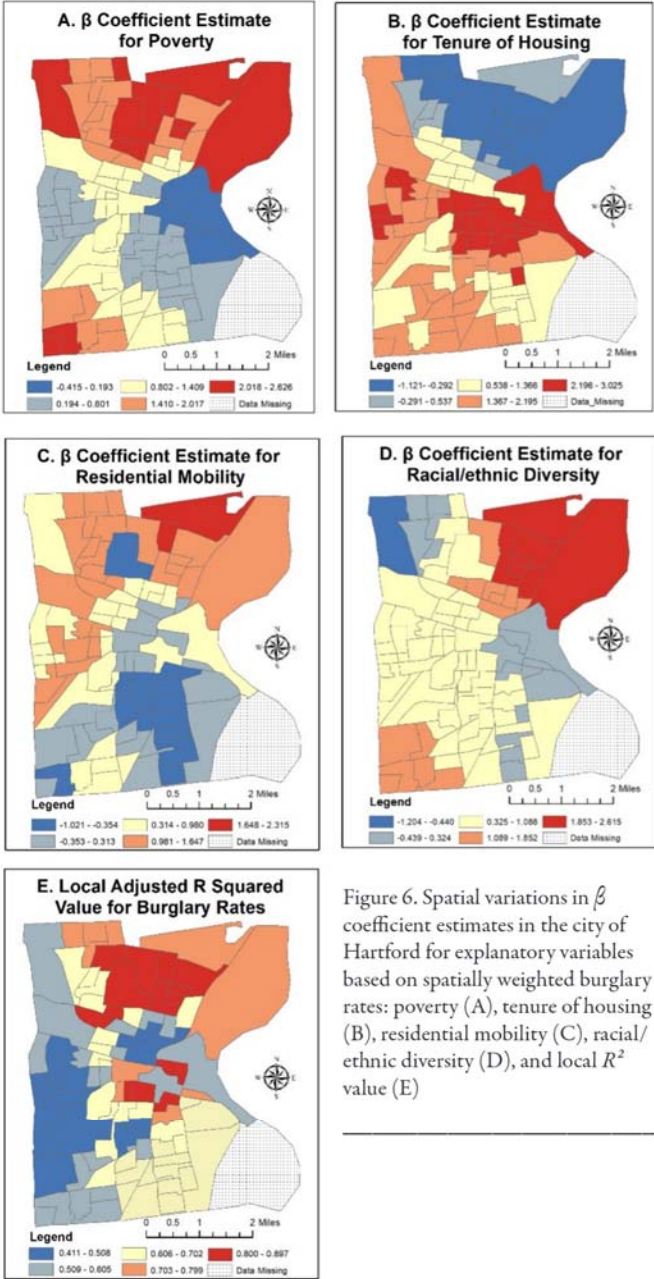 A. β Coefficient Estimate
for Poverty
N
W E
S
0 0.5 1 2 Miles
Legend
-0.415 - 0.193 0.802 - 1.409 2.018 - 2.626
0.194 - 0.801 1.410 - 2.017 Data Missing
B. β Coefficient Estimate
for Tenure of Housing
N
W E
S
0 0.5 1 2 Miles
Legend
-1.121- -0.292 0.538 - 1.366 2.196 - 3.025
-0.291 - 0.537 1.367 - 2.195 Data_Missing
C. β Coefficient Estimate for
Residential Mobility
N
W E
S
0 0.5 1 2 Miles
Legend
-1.021 - -0.354 0.314 - 0.980 1.648 - 2.315
-0.353 - 0.313 0.981 - 1.647 Data Missing
D. β Coefficient Estimate for
Racial/ethnic Diversity
N
W E
S
0 0.5 1 2 Miles
Legend
-1.204 - -0.440 0.325 - 1.088 1.853 - 2.615
-0.439 - 0.324 1.089 - 1.852 Data Missing
E. Local Adjusted R Squared
Value for Burglary Rates
N
W E
S
0 0.5 1 2 Miles
Legend
0.411 - 0.508 0.606 - 0.702 0.800 - 0.897
0.509 - 0.605 0.703 - 0.799 Data Missing
Figure 6. Spatial variations in β
coefficient estimates in the city of
Hartford for explanatory variables
based on spatially weighted burglary
rates: poverty (A), tenure of housing
(B), residential mobility (C), racial/
ethnic diversity (D), and local R²
value (E)